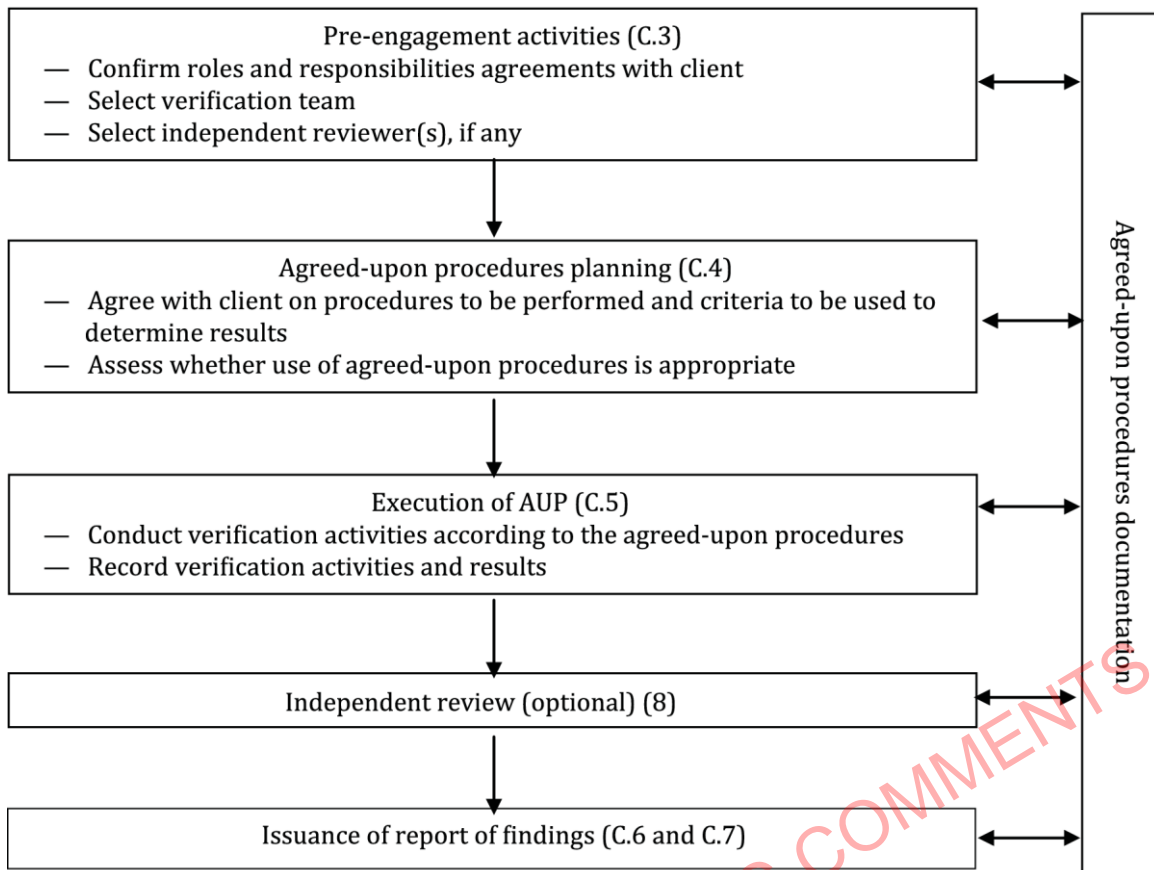 Pre-engagement activities (C.3)
— Confirm roles and responsibilities agreements with client
— Select verification team
— Select independent reviewer(s), if any
Agreed-upon procedures planning (C.4)
— Agree with client on procedures to be performed and criteria to be used to
determine results
— Assess whether use of agreed-upon procedures is appropriate
Execution of AUP (C.5)
— Conduct verification activities according to the agreed-upon procedures
— Record verification activities and results
Independent review (optional) (8)
Issuance of report of findings (C.6 and C.7)
Agreed-upon procedures documentation
COMMENTS